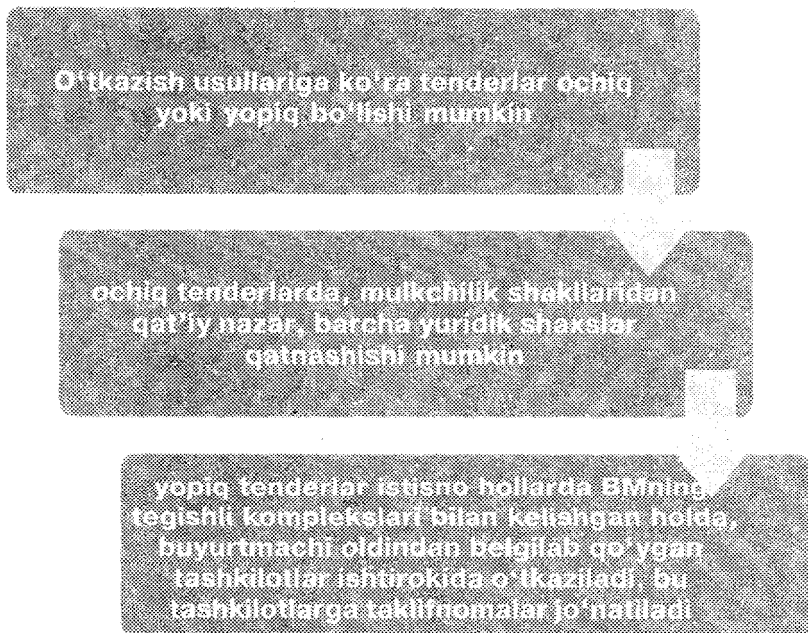 O'tkazish usullariga ko'ra tenderlar ochiq
yoki yopiq bo'lishi mumkin
ochiq tenderlarda, mulkchilik shakllaridan
qat'iy nazar, barcha yuridik shaxslar
qatnashishi mumkin
yopiq tenderlar istisno hollarda BMning
tegishli komplekslari bilan kelishgan holda,
buyurtmachi oldindan belgilab qo'ygan
tashkilotlar ishtirokida o'tkaziladi, bu
tashkilotlarga taklifnomalar jo'natiladi